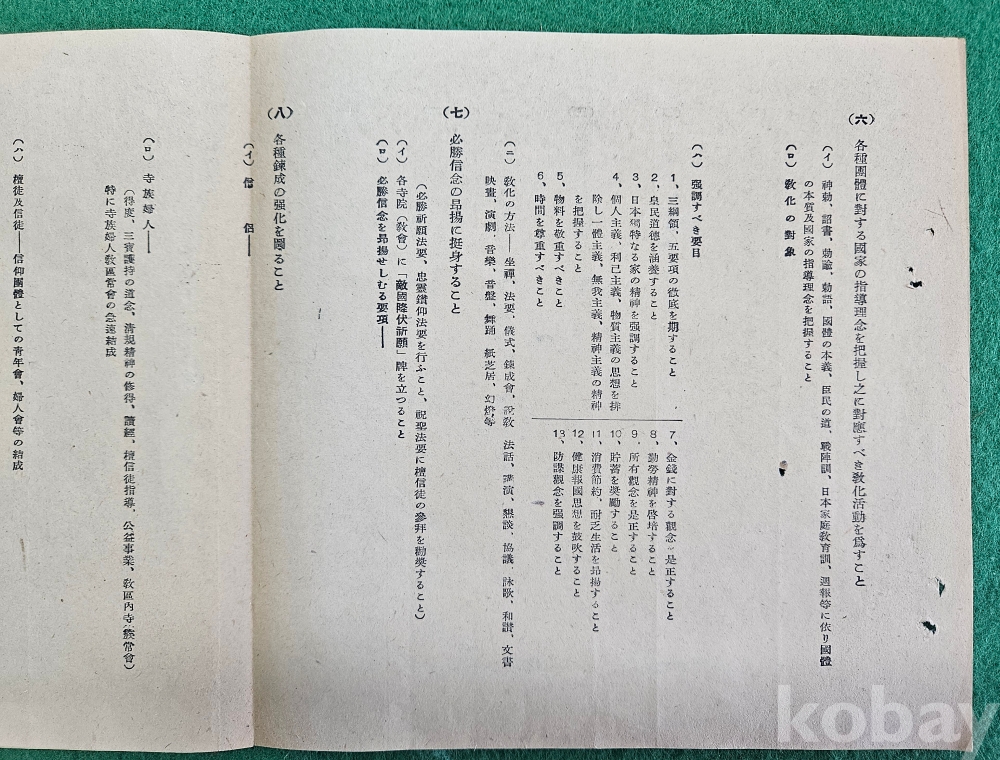 (六) 各種團體に對する國家の指導理念を把握し之に對應すべき敎化活動を爲すこと
(イ) 神勅、詔書、勅諭、勅語、國體の本義、臣民の道、戰陣訓、日本家庭敎育訓、週報等に依り國體
の本質及國家の指導理念を把握すること
(ロ) 敎化の對象
(ハ) 强調すべき要目
1、三綱領、五要項の徹底を期すること
2、皇民道德を涵養すること
3、日本獨特な家の精神を强調すること
4、個人主義、利己主義、物質主義の思想を排
除し一體主義、無我主義、精神主義の精神
を把握すること
5、物料を敬重すべきこと
6、時間を尊重すべきこと
7、金錢に對する觀念を是正すること
8、勤勞精神を啓培すること
9、所有觀念を是正すること
10、貯蓄を奬勵すること
11、消費節約、耐乏生活を昂揚すること
12、健康報國思想を鼓吹すること
13、防諜觀念を强調すること
(ニ) 敎化の方法――坐禪、法要、儀式、鍊成會、說敎 法話、講演、懇談、協議 詠歌、和讃、文書
映畫、演劇、音樂、音盤、舞踊 紙芝居、幻燈等
(七) 必勝信念の昂揚に挺身すること
(必勝祈願法要、忠靈鑽仰法要を行ふこと、祝聖法要に檀信徒の參拜を勸奬すること)
(イ) 各寺院(敎會)に「敵國降伏祈願」牌を立つること
(ロ) 必勝信念を昂揚せしむる要項――
(八) 各種鍊成の强化を圖ること
(イ) 僧 侶――
(ロ) 寺族婦人――
(得度、三寶護持の道念、淸規精神の修得、讀經、檀信徒指導、公益事業、敎區內寺族常會)
特に寺族婦人敎區常會の急速結成
(ハ) 檀徒及信徒――信仰團體としての靑年會、婦人會等の結成
kobay